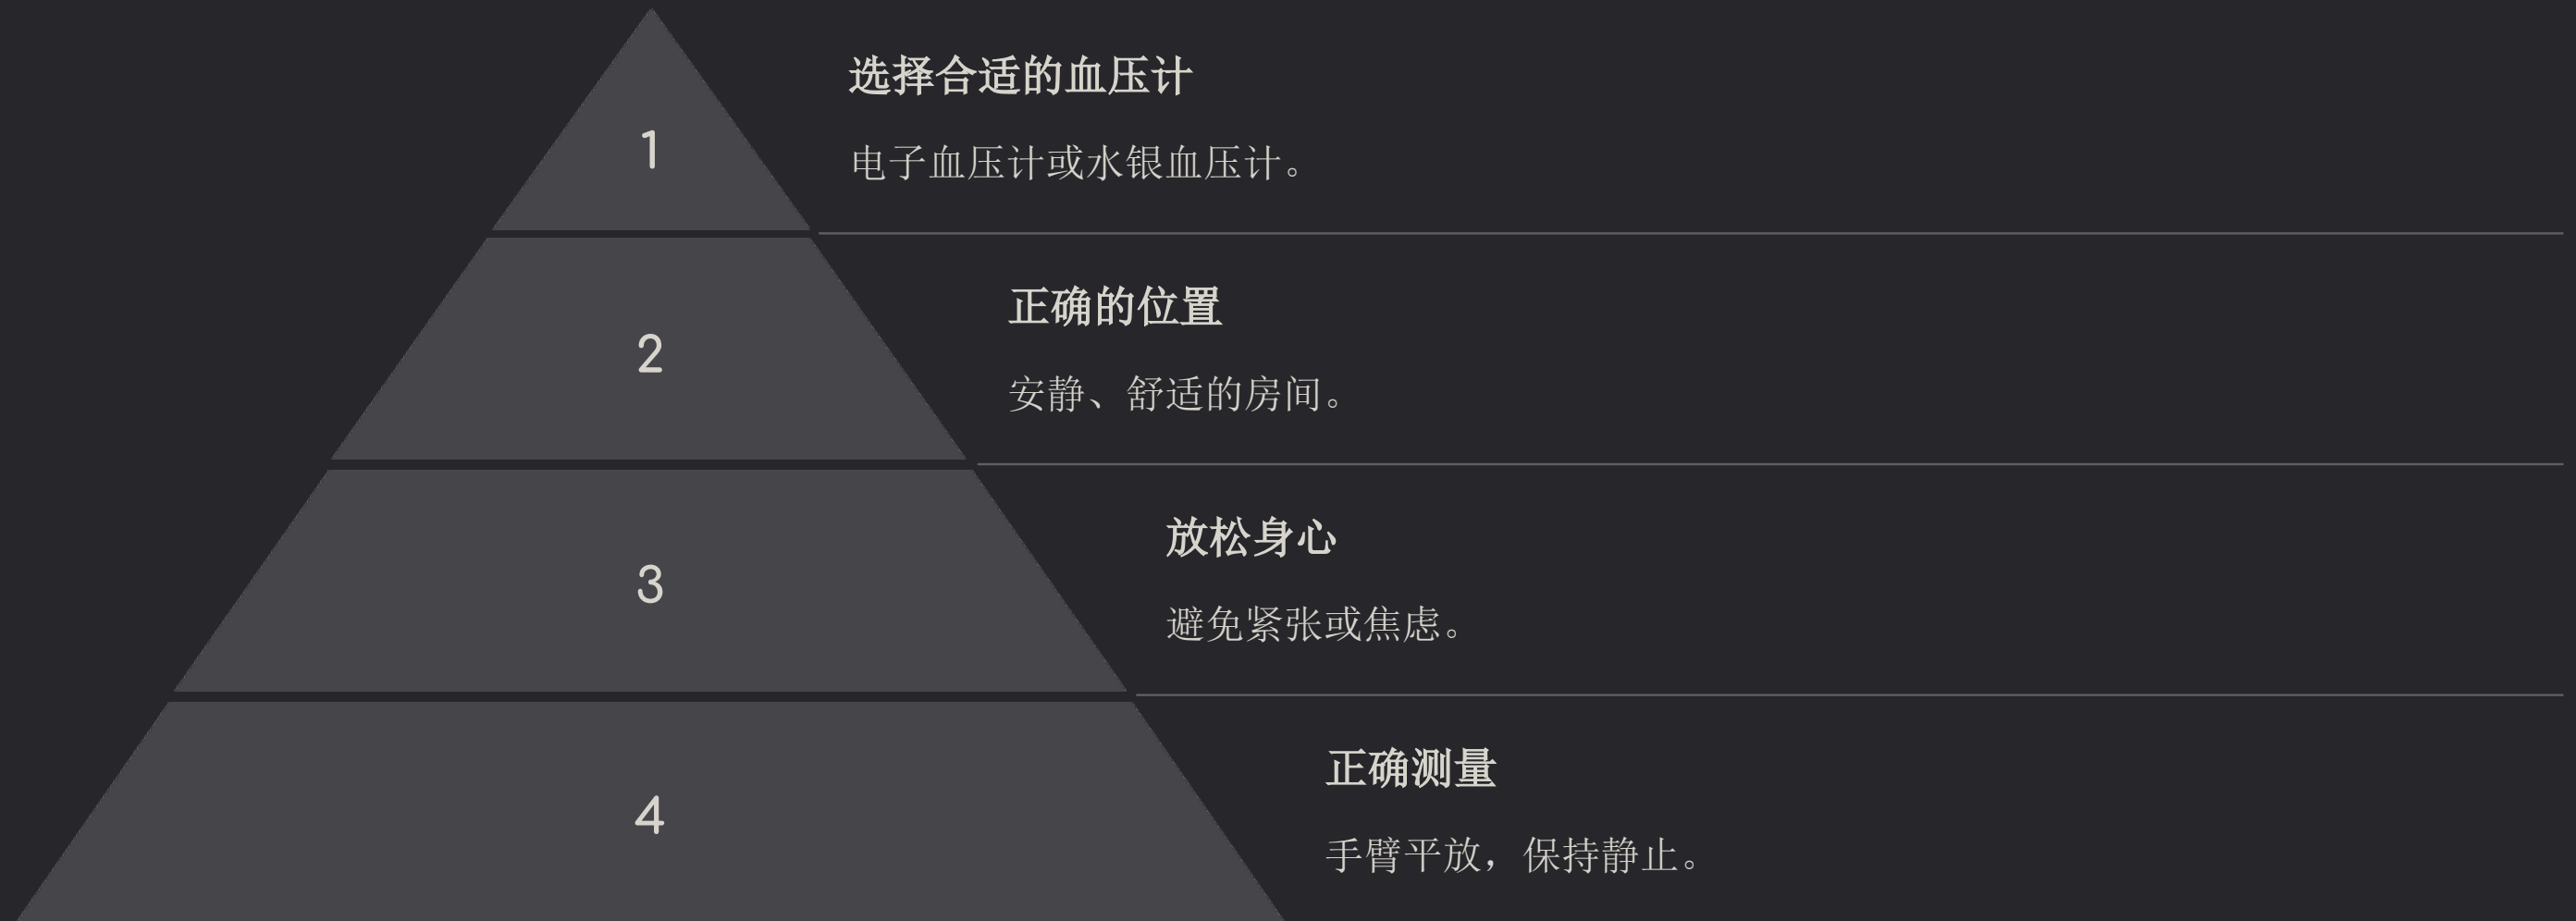 1
选择合适的血压计
电子血压计或水银血压计。
2
正确的位置
安静、舒适的房间。
3
放松身心
避免紧张或焦虑。
4
正确测量
手臂平放，保持静止。